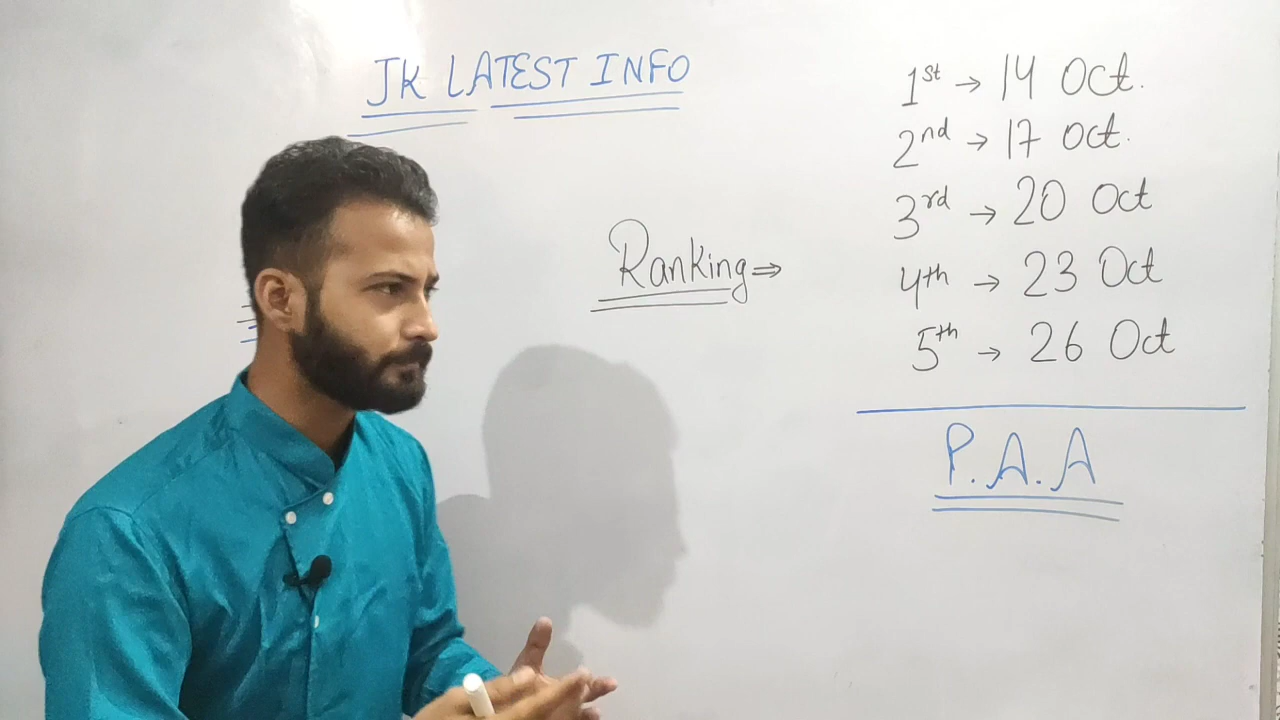 JK LATEST INFO
Ranking ⇒
1st → 14 Oct.
2nd → 17 Oct.
3rd → 20 Oct
4th → 23 Oct
5th → 26 Oct
P.A.A